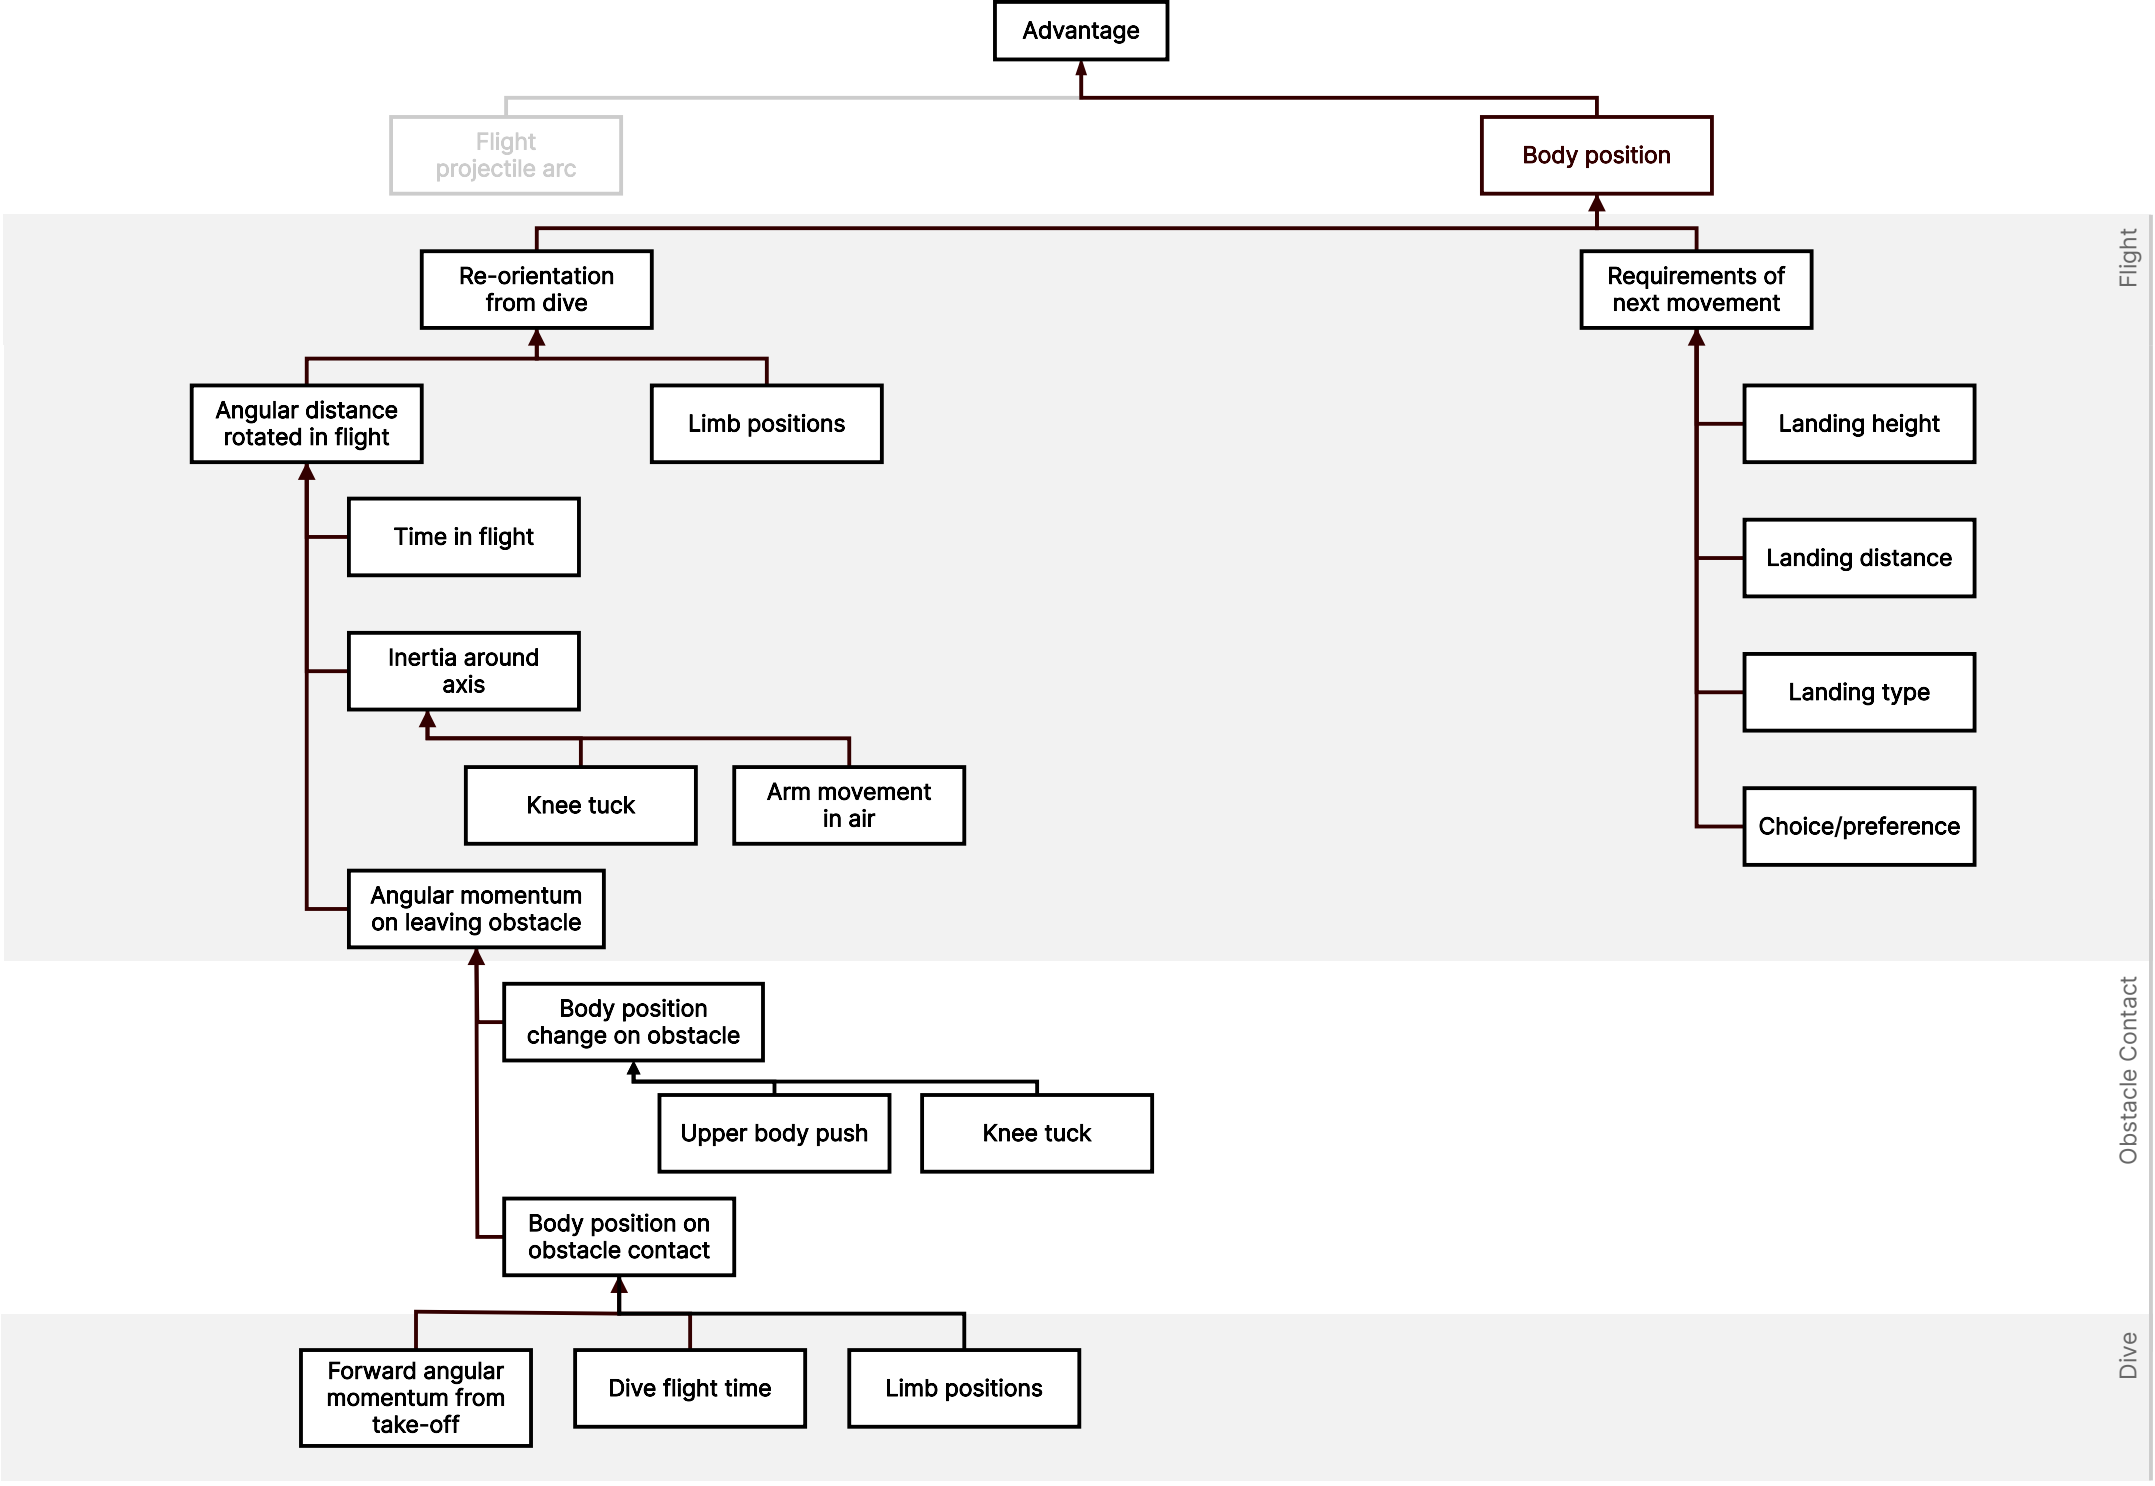 Advantage
Flight
projectile arc
Body position
Flight
Re-orientation
from dive
Requirements of
next movement
Angular distance
rotated in flight
Limb positions
Landing height
Time in flight
Landing distance
Inertia around
axis
Landing type
Knee tuck
Arm movement
in air
Choice/preference
Angular momentum
on leaving obstacle
Obstacle Contact
Body position
change on obstacle
Upper body push
Knee tuck
Body position on
obstacle contact
Dive
Forward angular
momentum from
take-off
Dive flight time
Limb positions